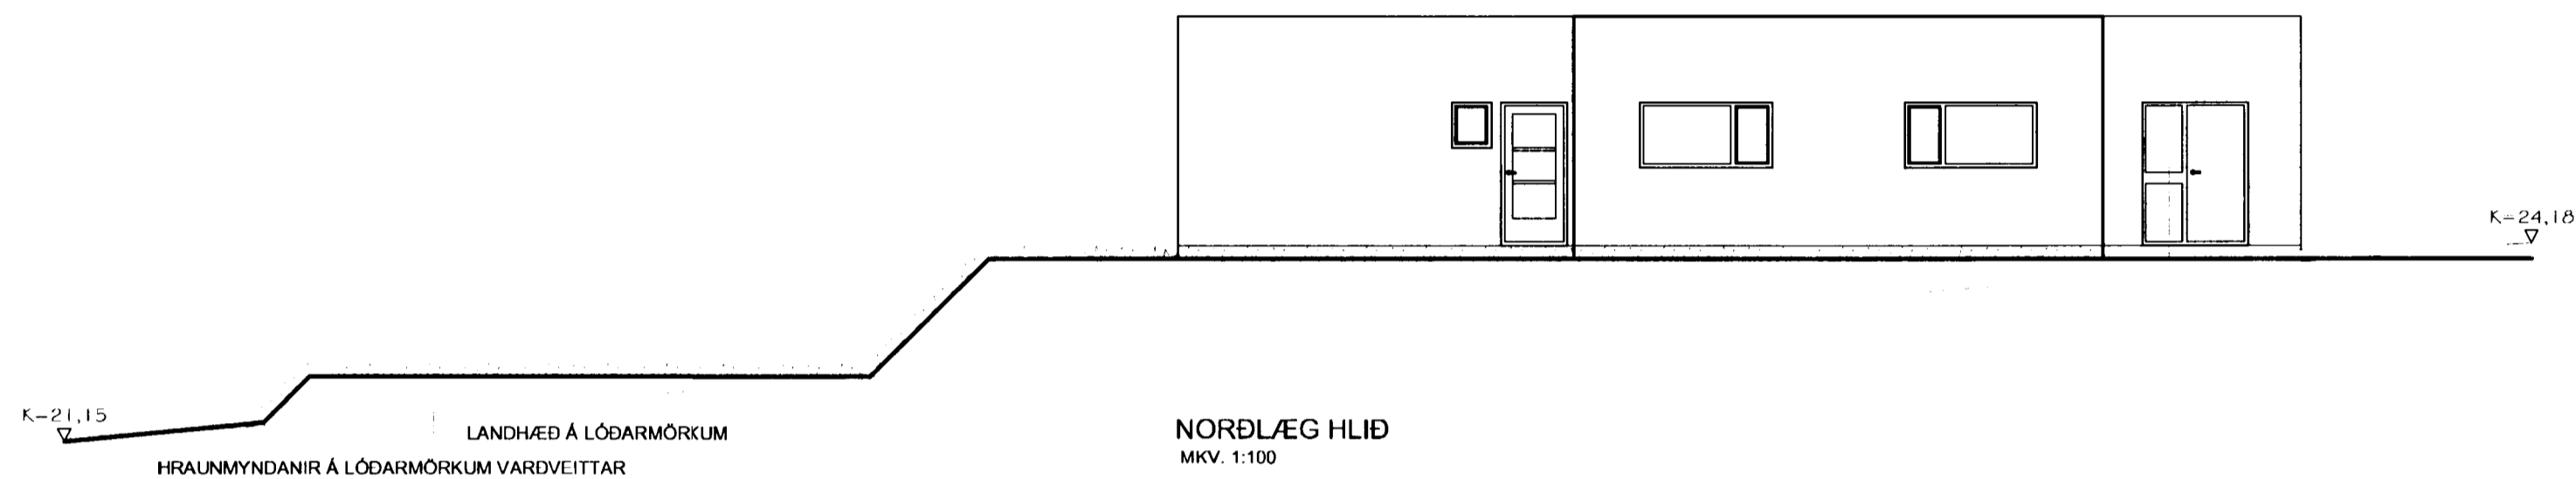 K-24,18
K-21,15
LANDHÆÐ Á LÓÐARMÖRKUM
HRAUNMYNDANIR Á LÓÐARMÖRKUM VARÐVEITTAR
NORÐLÆG HLIÐ
MKV. 1:100